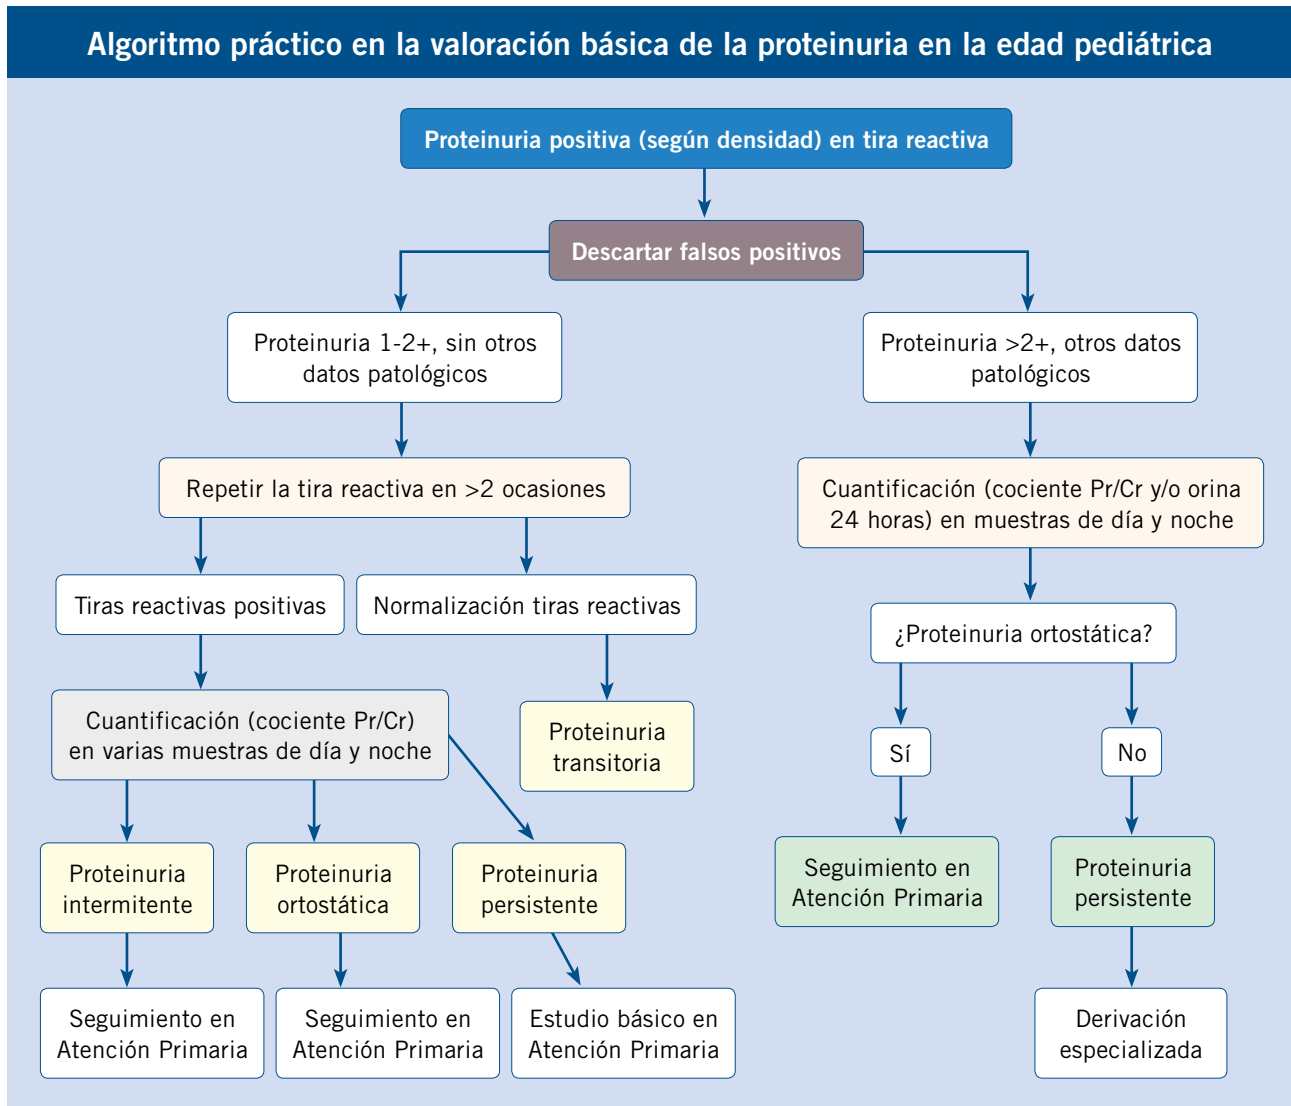 Algoritmo práctico en la valoración básica de la proteinuria en la edad pediátrica
Proteinuria positiva (según densidad) en tira reactiva
Descartar falsos positivos
Proteinuria 1-2+, sin otros
datos patológicos
Proteinuria >2+, otros datos
patológicos
Repetir la tira reactiva en >2 ocasiones
Cuantificación (cociente Pr/Cr y/o orina
24 horas) en muestras de día y noche
Tiras reactivas positivas
Normalización tiras reactivas
¿Proteinuria ortostática?
Cuantificación (cociente Pr/Cr)
en varias muestras de día y noche
Proteinuria
transitoria
Sí
No
Proteinuria
intermitente
Proteinuria
ortostática
Proteinuria
persistente
Seguimiento en
Atención Primaria
Proteinuria
persistente
Seguimiento en
Atención Primaria
Seguimiento en
Atención Primaria
Estudio básico en
Atención Primaria
Derivación
especializada